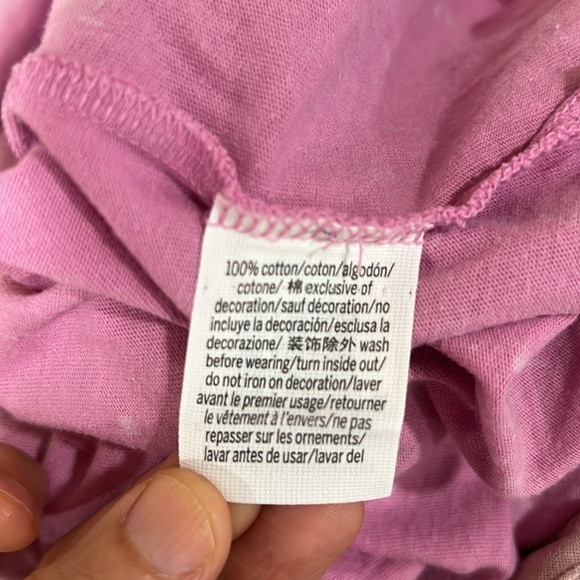 100% cotton/coton/algodón/
cotone/ 棉 exclusive of
decoration/sauf décoration/no
incluye la decoración/esclusa la
decorazione/ 装饰除外 wash
before wearing/turn inside out/
do not iron on decoration/laver
avant le premier usage/retourner
le vêtement à l'envers/ne pas
repasser sur les ornements/
lavar antes de usar/lavar del